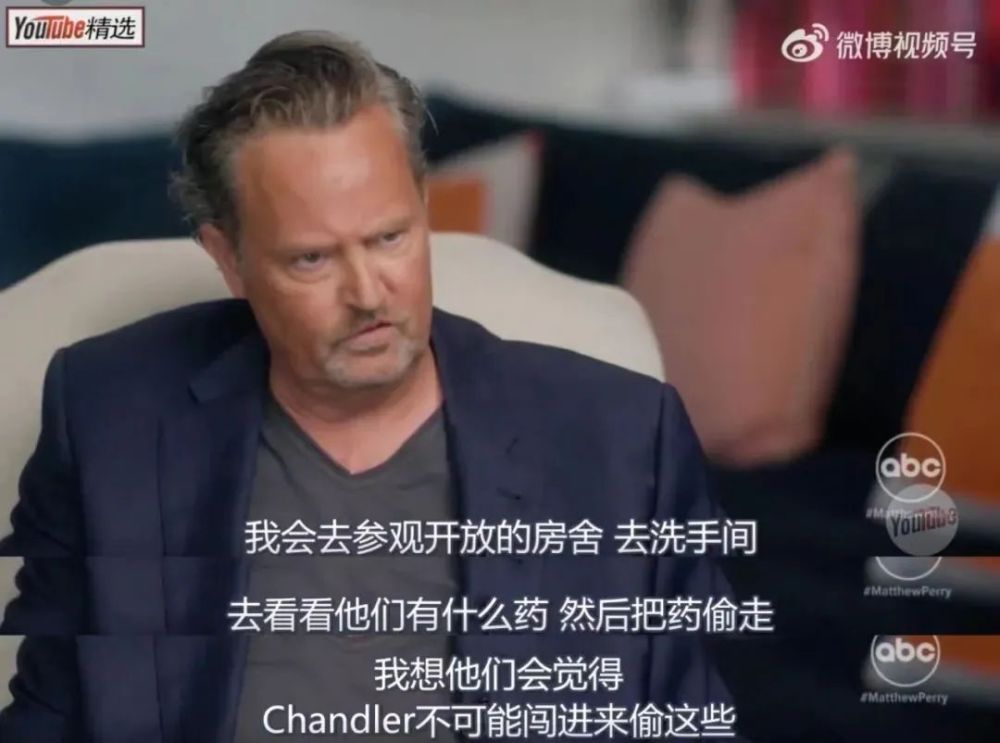 YouTube精选
微博视频号
abc
YouTube
我会去参观开放的房舍 去洗手间
#MatthewPerry
去看看他们有什么药 然后把药偷走
abc
我想他们会觉得
#MatthewPerry
Chandler不可能闯进来偷这些